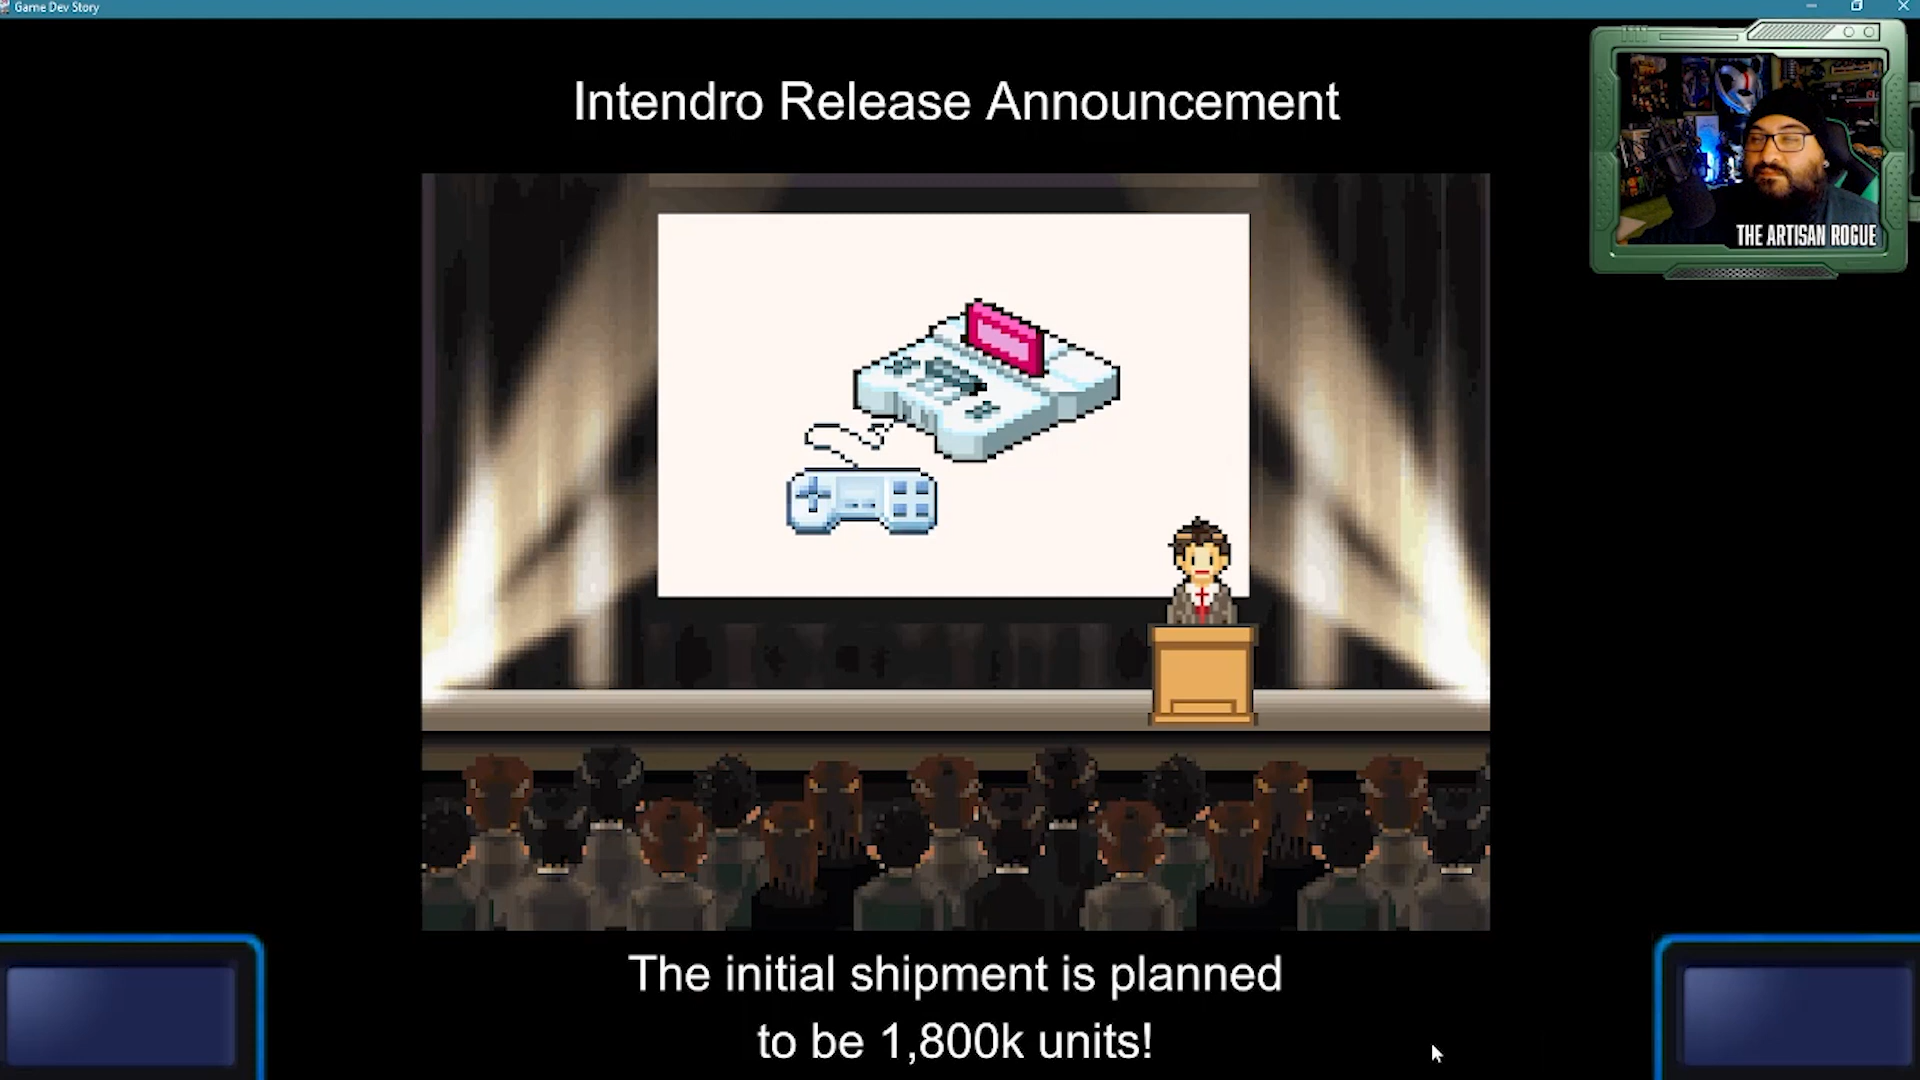 Game Dev Story
Intendro Release Announcement
THE ARTISAN ROGUE
The initial shipment is planned
to be 1,800k units!